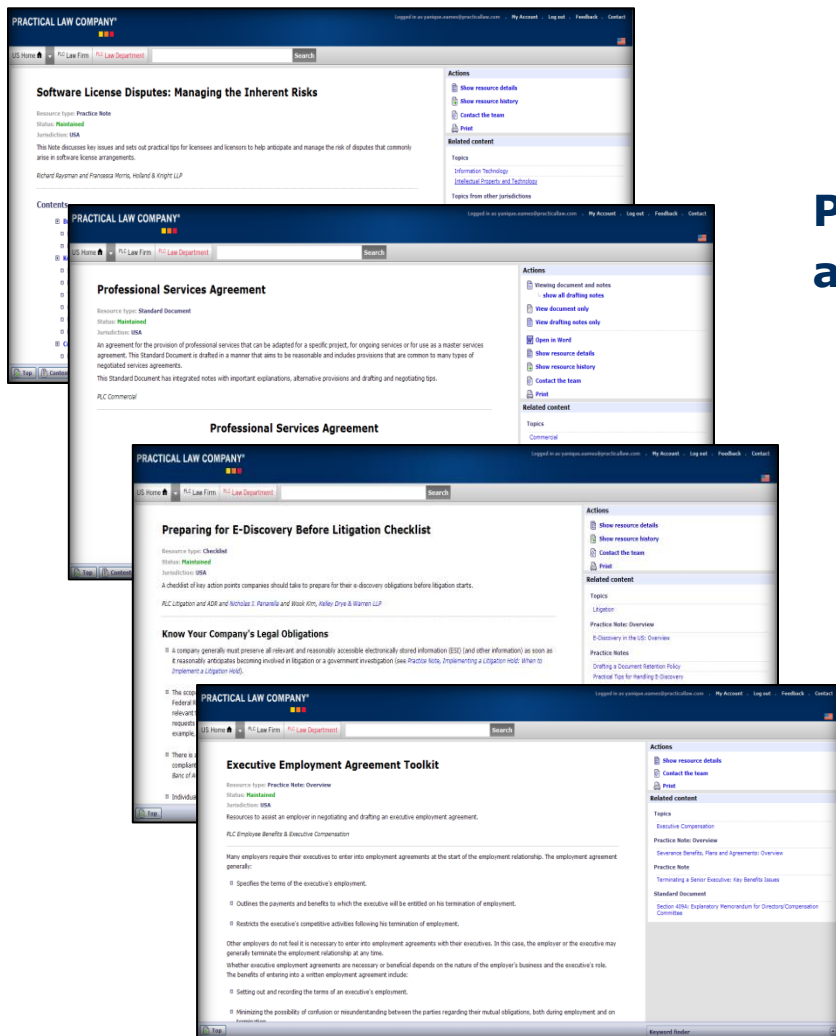 PRACTICAL LAW COMPANY®
Logged in as yanique.eames@practicallaw.com . My Account . Log out . Feedback . Contact
US Home PLC Law Firm PLC Law Department Search
Software License Disputes: Managing the Inherent Risks
Resource type: Practice Note
Status: Maintained
Jurisdiction: USA
This Note discusses key issues and sets out practical tips for licensees and licensors to help anticipate and manage the risk of disputes that commonly
arise in software license arrangements.
Richard Raysman and Francesca Morris, Holland & Knight LLP
Contents
Actions
Show resource details
Show resource history
Contact the team
Print
Related content
Topics
Information Technology
Intellectual Property and Technology
Topics from other jurisdictions
Top
P
a
PRACTICAL LAW COMPANY®
Logged in as yanique.eames@practicallaw.com . My Account . Log out . Feedback . Contact
US Home PLC Law Firm PLC Law Department Search
Professional Services Agreement
Resource type: Standard Document
Status: Maintained
Jurisdiction: USA
An agreement for the provision of professional services that can be adapted for a specific project, for ongoing services or for use as a master services
agreement. This Standard Document is drafted in a manner that aims to be reasonable and includes provisions that are common to many types of
negotiated services agreements.
This Standard Document has integrated notes with important explanations, alternative provisions and drafting and negotiating tips.
PLC Commercial
Professional Services Agreement
Actions
Viewing document and notes
show all drafting notes
View document only
View drafting notes only
Open in Word
Show resource details
Show resource history
Contact the team
Print
Related content
Topics
Commercial
Top
PRACTICAL LAW COMPANY®
Logged in as yanique.eames@practicallaw.com . My Account . Log out . Feedback . Contact
US Home PLC Law Firm PLC Law Department Search
Preparing for E-Discovery Before Litigation Checklist
Resource type: Checklist
Status: Maintained
Jurisdiction: USA
A checklist of key action points companies should take to prepare for their e-discovery obligations before litigation starts.
PLC Litigation and ADR and Nicholas J. Panarella and Wook Kim, Kelley Drye & Warren LLP
Know Your Company's Legal Obligations
A company generally must preserve all relevant and reasonably accessible electronically stored information (ESI) (and other information) as soon as
it reasonably anticipates becoming involved in litigation or a government investigation (see Practice Note, Implementing a Litigation Hold: When to
Implement a Litigation Hold).
The scop
Federal R
relevant
requests
example,
There is a
compliant
Banc of A
Individua
Actions
Show resource details
Show resource history
Contact the team
Print
Related content
Topics
Litigation
Practice Note: Overview
E-Discovery in the US: Overview
Practice Notes
Drafting a Document Retention Policy
Practical Tips for Handling E-Discovery
Top
PRACTICAL LAW COMPANY®
Logged in as yanique.eames@practicallaw.com . My Account . Log out . Feedback . Contact
US Home PLC Law Firm PLC Law Department Search
Executive Employment Agreement Toolkit
Resource type: Practice Note: Overview
Status: Maintained
Jurisdiction: USA
Resources to assist an employer in negotiating and drafting an executive employment agreement.
PLC Employee Benefits & Executive Compensation
Many employers require their executives to enter into employment agreements at the start of the employment relationship. The employment agreement
generally:
Specifies the terms of the executive's employment.
Outlines the payments and benefits to which the executive will be entitled on his termination of employment.
Restricts the executive's competitive activities following his termination of employment.
Other employers do not feel it is necessary to enter into employment agreements with their executives. In this case, the employer or the executive may
generally terminate the employment relationship at any time.
Whether executive employment agreements are necessary or beneficial depends on the nature of the employer's business and the executive's role.
The benefits of entering into a written employment agreement include:
Setting out and recording the terms of an executive's employment.
Minimizing the possibility of confusion or misunderstanding between the parties regarding their mutual obligations, both during employment and on
Actions
Show resource details
Contact the team
Print
Related content
Topics
Executive Compensation
Practice Note: Overview
Severance Benefits, Plans and Agreements: Overview
Practice Note
Terminating a Senior Executive: Key Benefits Issues
Standard Document
Section 409A: Explanatory Memorandum for Directors/Compensation
Committee
Top
Keyword finder